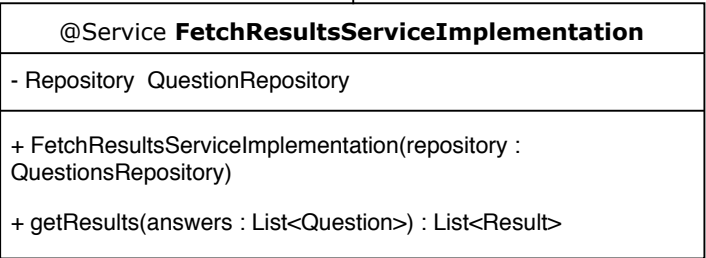 @Service FetchResultsServiceImplementation
- Repository QuestionRepository
+ FetchResultsServiceImplementation(repository :
QuestionsRepository)
+ getResults(answers : List<Question>) : List<Result>